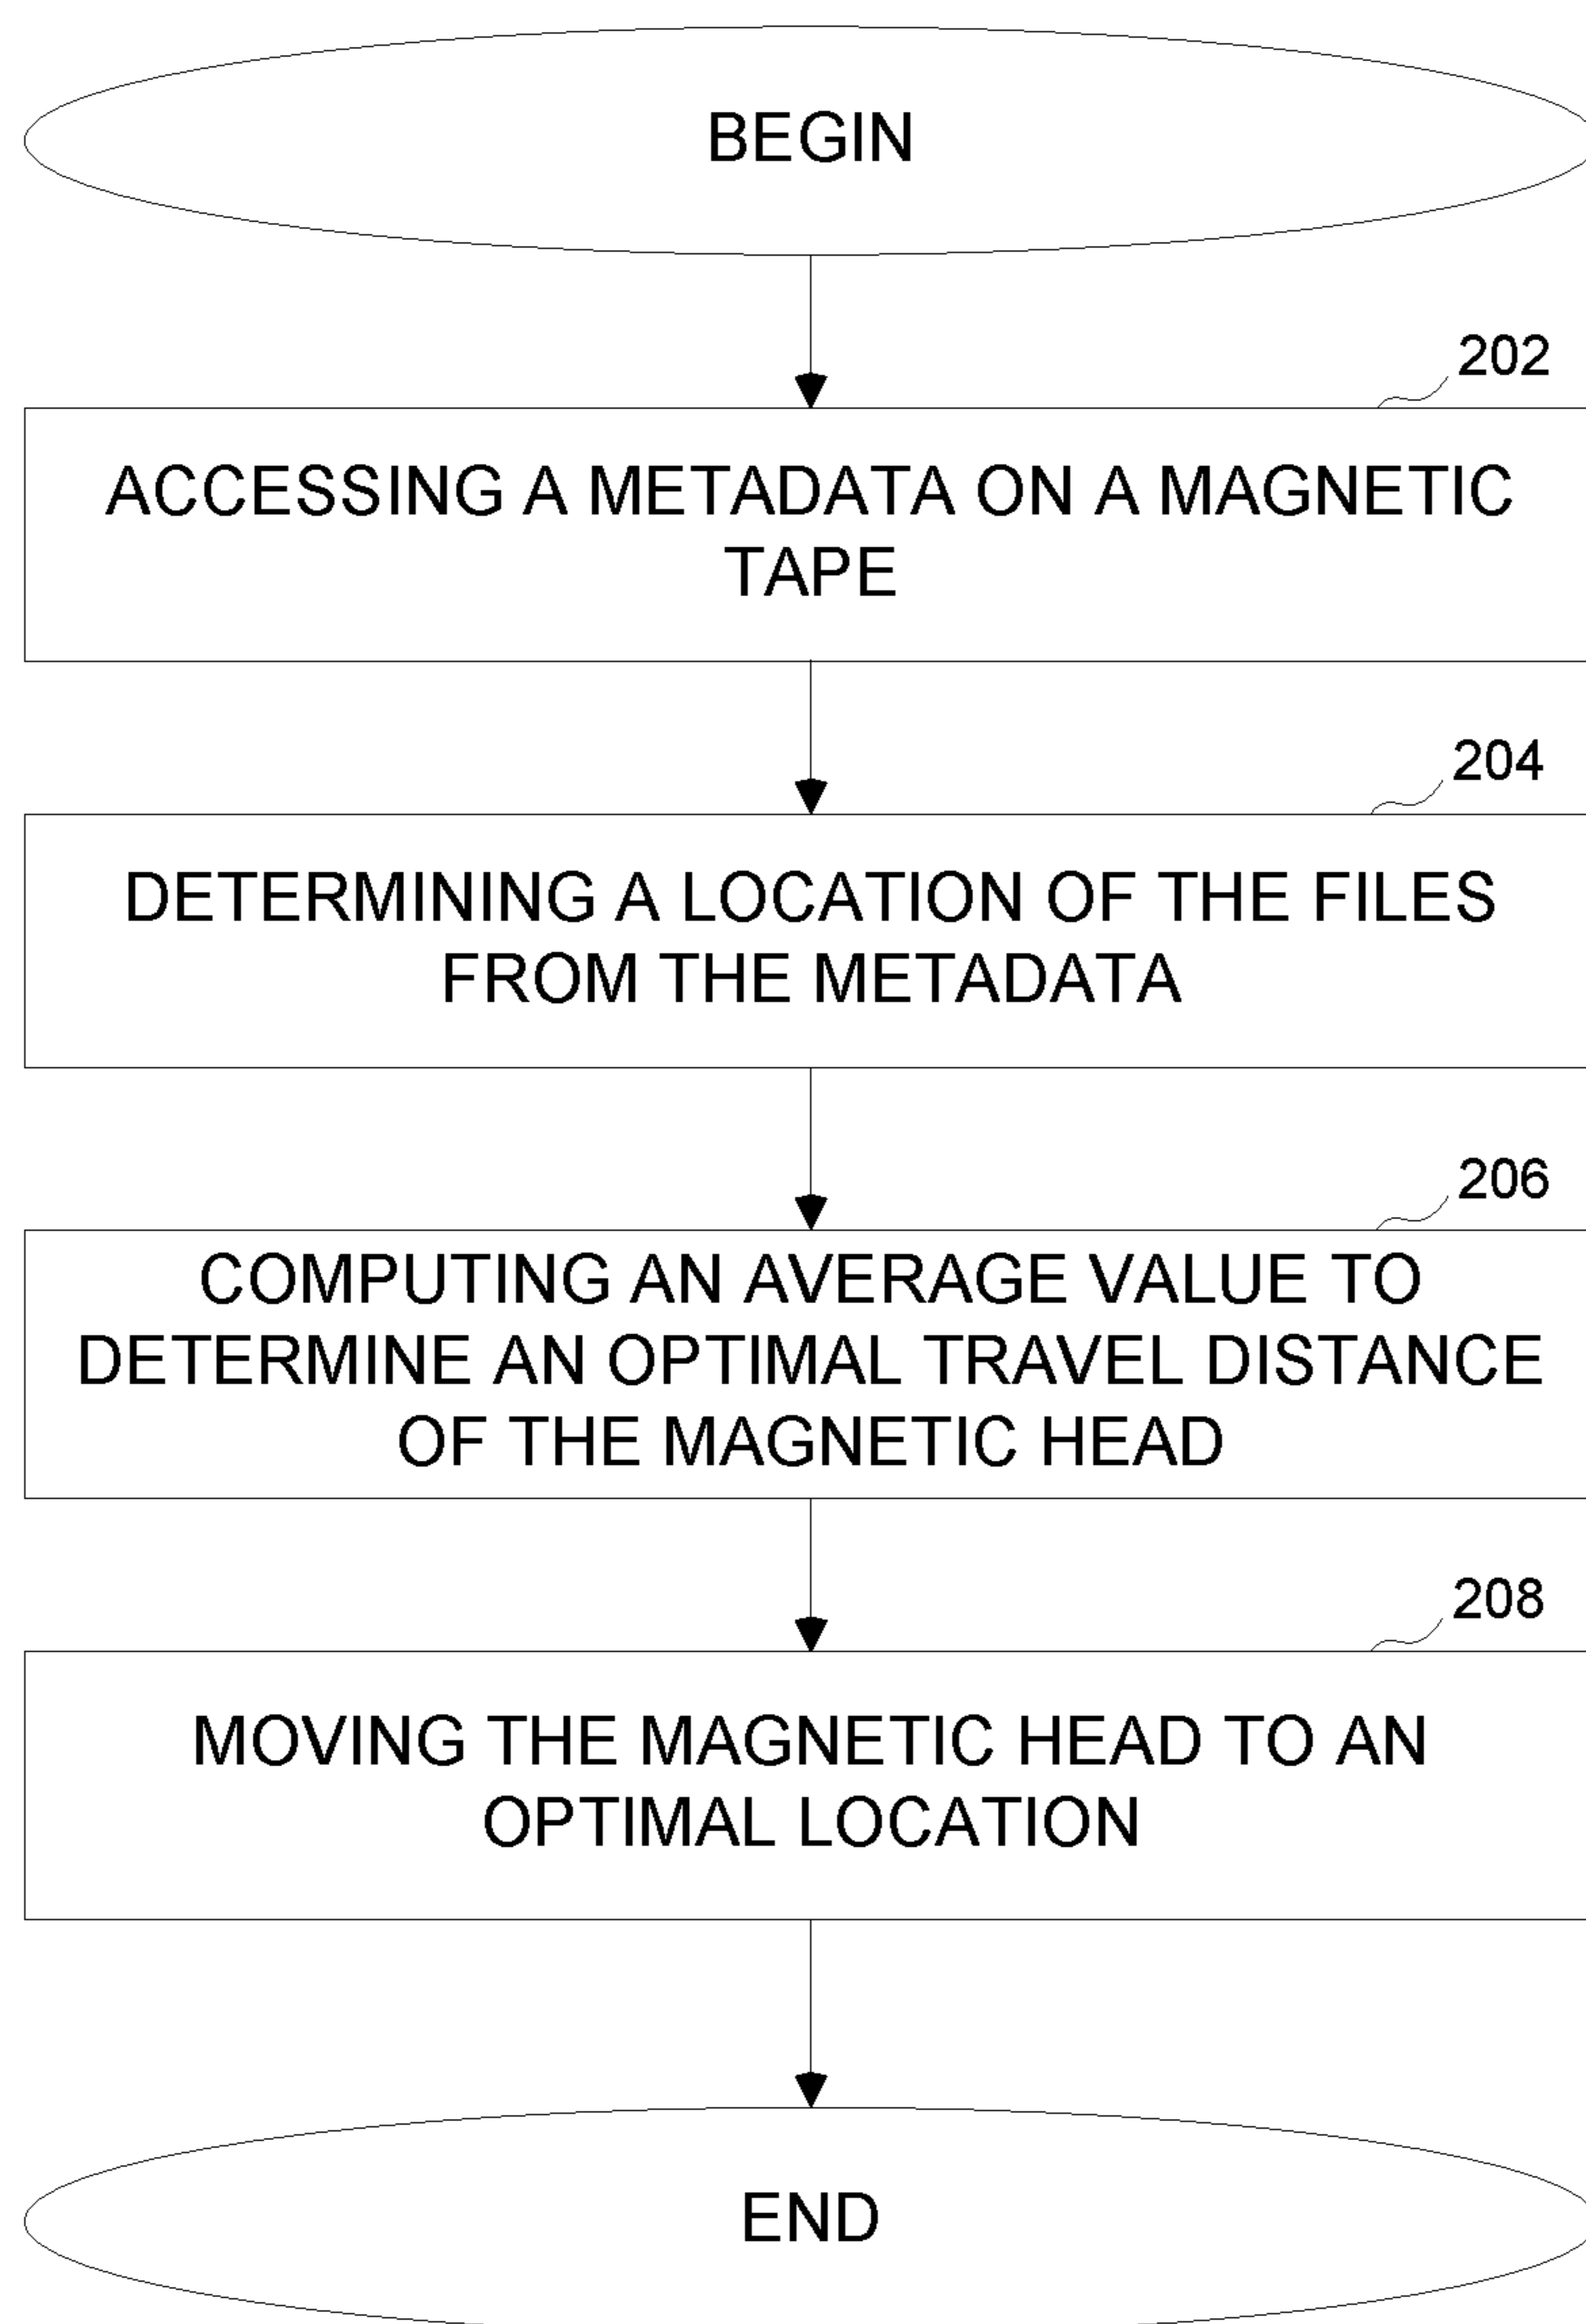 BEGIN
202
ACCESSING A METADATA ON A MAGNETIC
TAPE
204
DETERMINING A LOCATION OF THE FILES
FROM THE METADATA
206
COMPUTING AN AVERAGE VALUE TO
DETERMINE AN OPTIMAL TRAVEL DISTANCE
OF THE MAGNETIC HEAD
208
MOVING THE MAGNETIC HEAD TO AN
OPTIMAL LOCATION
END